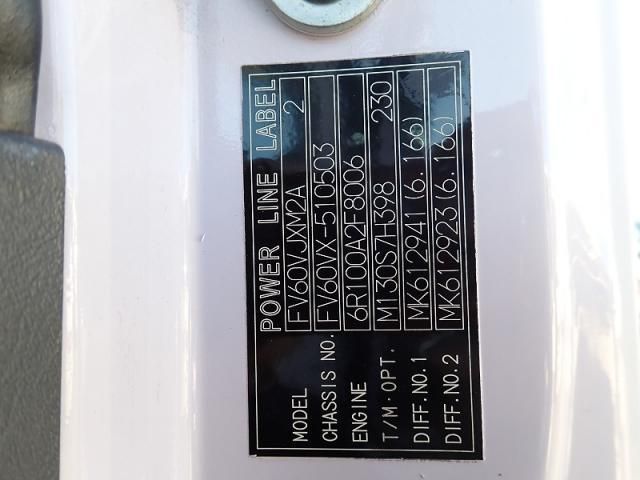 POWER LINE LABEL
MODEL FV60VJXM2A 2
CHASSIS NO. FV60VX-510503
ENGINE 6R100A2F8006
T/M·OPT. M130S7H398 230
DIFF.NO.1 MK612941(6.166)
DIFF.NO.2 MK612923(6.166)